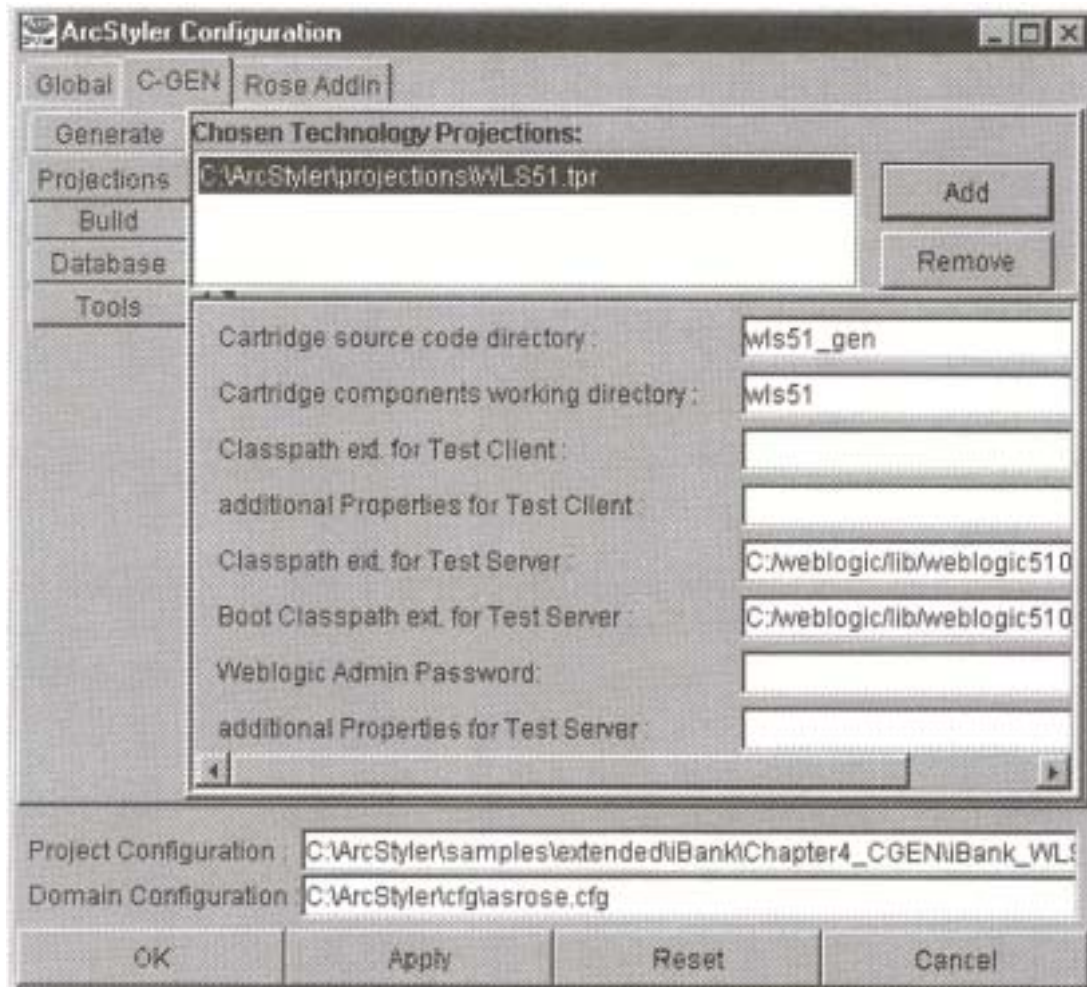 ArcStyler Configuration
Global C-GEN Rose Addin
Generate
Projections
Build
Database
Tools
Chosen Technology Projections:
C:\ArcStyler\projections\WLS51.tpr
Add
Remove
Cartridge source code directory : wls51_gen
Cartridge components working directory : wls51
Classpath ext. for Test Client :
additional Properties for Test Client :
Classpath ext. for Test Server : C:/weblogic/lib/weblogic510
Boot Classpath ext. for Test Server : C:/weblogic/lib/weblogic510
Weblogic Admin Password:
additional Properties for Test Server :
Project Configuration : C:\ArcStyler\samples\extended\iBank\Chapter4_CGEN\iBank_WLS
Domain Configuration : C:\ArcStyler\cfg\asrose.cfg
OK Apply Reset Cancel